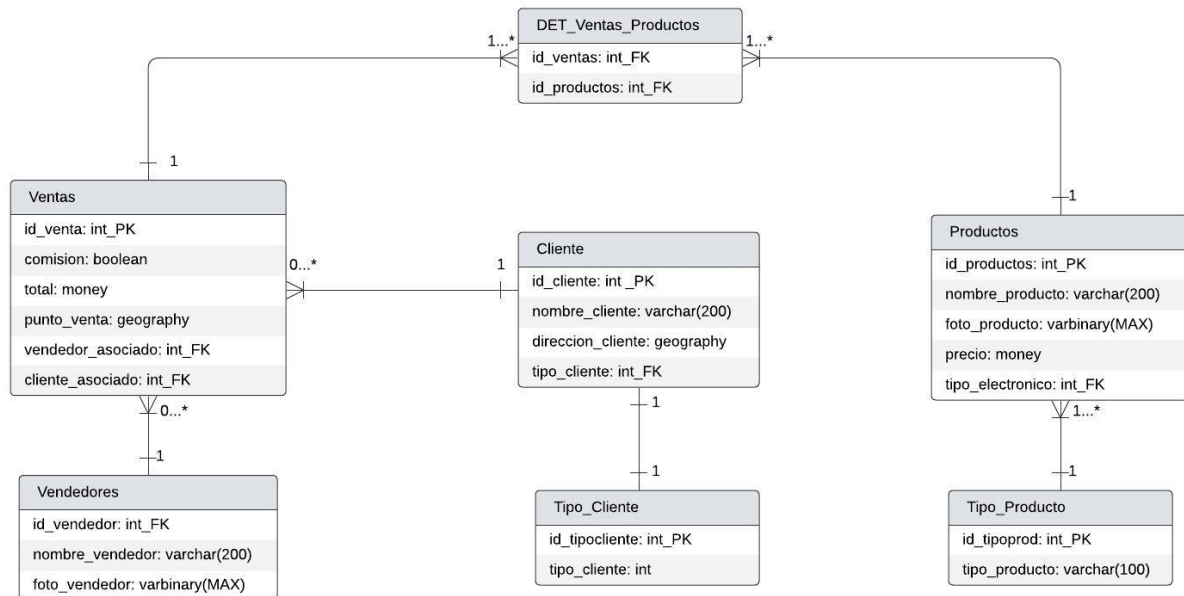 DET_Ventas_Productos
id_ventas: int_FK
id_productos: int_FK
1...*
1...*
1
1
Ventas
id_venta: int_PK
comision: boolean
total: money
punto_venta: geography
vendedor_asociado: int_FK
cliente_asociado: int_FK
0...*
1
Cliente
id_cliente: int _PK
nombre_cliente: varchar(200)
direccion_cliente: geography
tipo_cliente: int_FK
Productos
id_productos: int_PK
nombre_producto: varchar(200)
foto_producto: varbinary(MAX)
precio: money
tipo_electronico: int_FK
0...*
1
1
1
1...*
1
Vendedores
id_vendedor: int_FK
nombre_vendedor: varchar(200)
foto_vendedor: varbinary(MAX)
Tipo_Cliente
id_tipocliente: int_PK
tipo_cliente: int
Tipo_Producto
id_tipoprod: int_PK
tipo_producto: varchar(100)